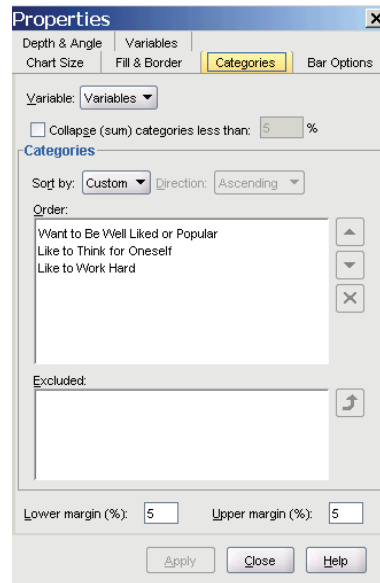 Properties
Depth & Angle Variables
Chart Size Fill & Border Categories Bar Options
Variable: Variables
Collapse (sum) categories less than: 5 %
Categories
Sort by: Custom Direction: Ascending
Order:
Want to Be Well Liked or Popular
Like to Think for Oneself
Like to Work Hard
Excluded:
Lower margin (%): 5 Upper margin (%): 5
Apply Close Help